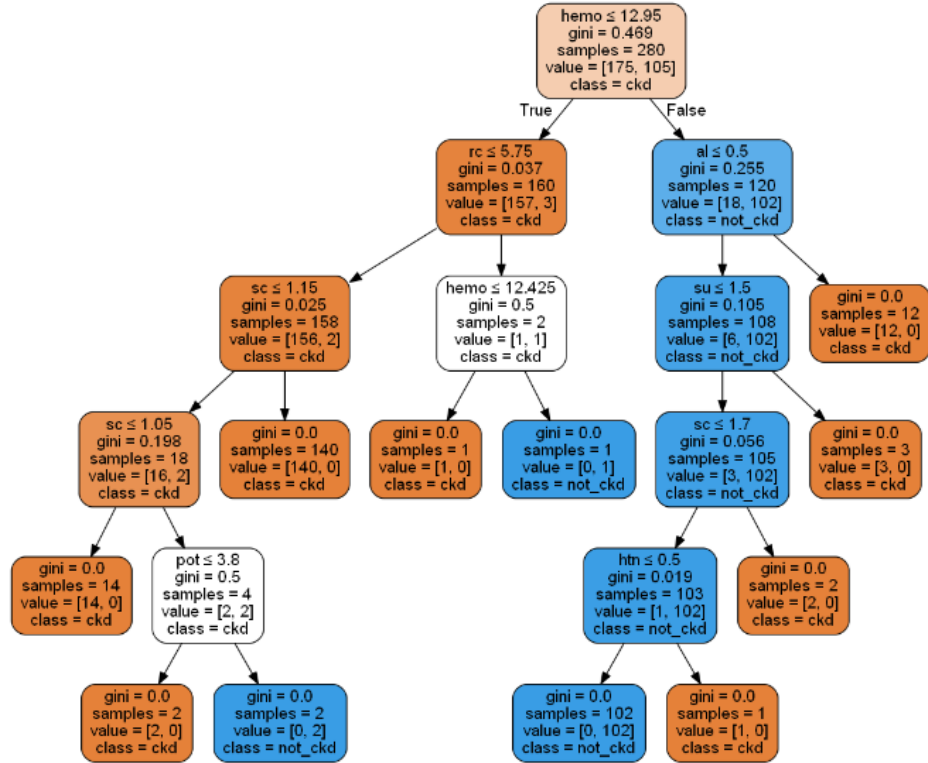 hemo ≤ 12.95
gini = 0.469
samples = 280
value = [175, 105]
class = ckd
True
False
rc ≤ 5.75
gini = 0.037
samples = 160
value = [157, 3]
class = ckd
al ≤ 0.5
gini = 0.255
samples = 120
value = [18, 102]
class = not_ckd
sc ≤ 1.15
gini = 0.025
samples = 158
value = [156, 2]
class = ckd
hemo ≤ 12.425
gini = 0.5
samples = 2
value = [1, 1]
class = ckd
su ≤ 1.5
gini = 0.105
samples = 108
value = [6, 102]
class = not_ckd
gini = 0.0
samples = 12
value = [12, 0]
class = ckd
sc ≤ 1.05
gini = 0.198
samples = 18
value = [16, 2]
class = ckd
gini = 0.0
samples = 140
value = [140, 0]
class = ckd
gini = 0.0
samples = 1
value = [1, 0]
class = ckd
gini = 0.0
samples = 1
value = [0, 1]
class = not_ckd
sc ≤ 1.7
gini = 0.056
samples = 105
value = [3, 102]
class = not_ckd
gini = 0.0
samples = 3
value = [3, 0]
class = ckd
gini = 0.0
samples = 14
value = [14, 0]
class = ckd
pot ≤ 3.8
gini = 0.5
samples = 4
value = [2, 2]
class = ckd
htn ≤ 0.5
gini = 0.019
samples = 103
value = [1, 102]
class = not_ckd
gini = 0.0
samples = 2
value = [2, 0]
class = ckd
gini = 0.0
samples = 2
value = [2, 0]
class = ckd
gini = 0.0
samples = 2
value = [0, 2]
class = not_ckd
gini = 0.0
samples = 102
value = [0, 102]
class = not_ckd
gini = 0.0
samples = 1
value = [1, 0]
class = ckd